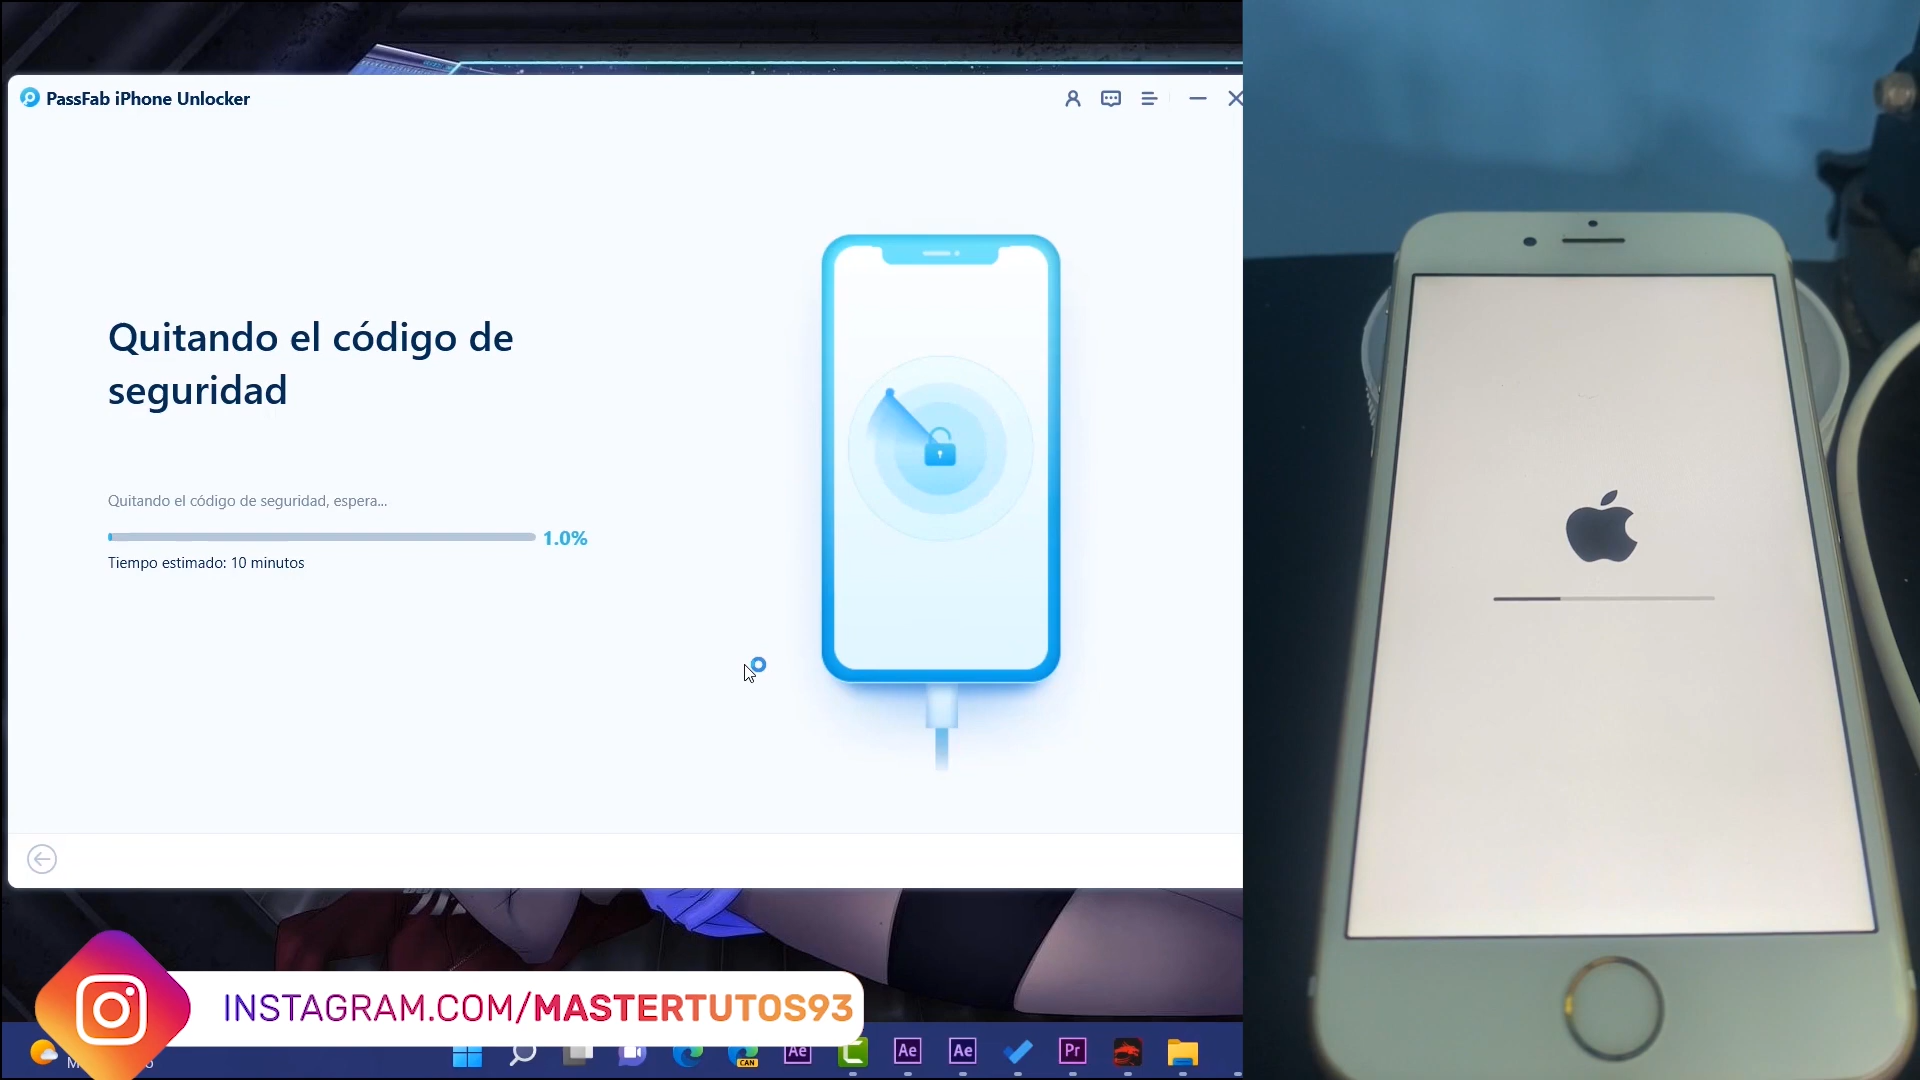 PassFab iPhone Unlocker
Quitando el código de
seguridad
Quitando el código de seguridad, espera...
1.0%
Tiempo estimado: 10 minutos
INSTAGRAM.COM/MASTERTUTOS93
CAN
Ae
Ae
Ae
Pr